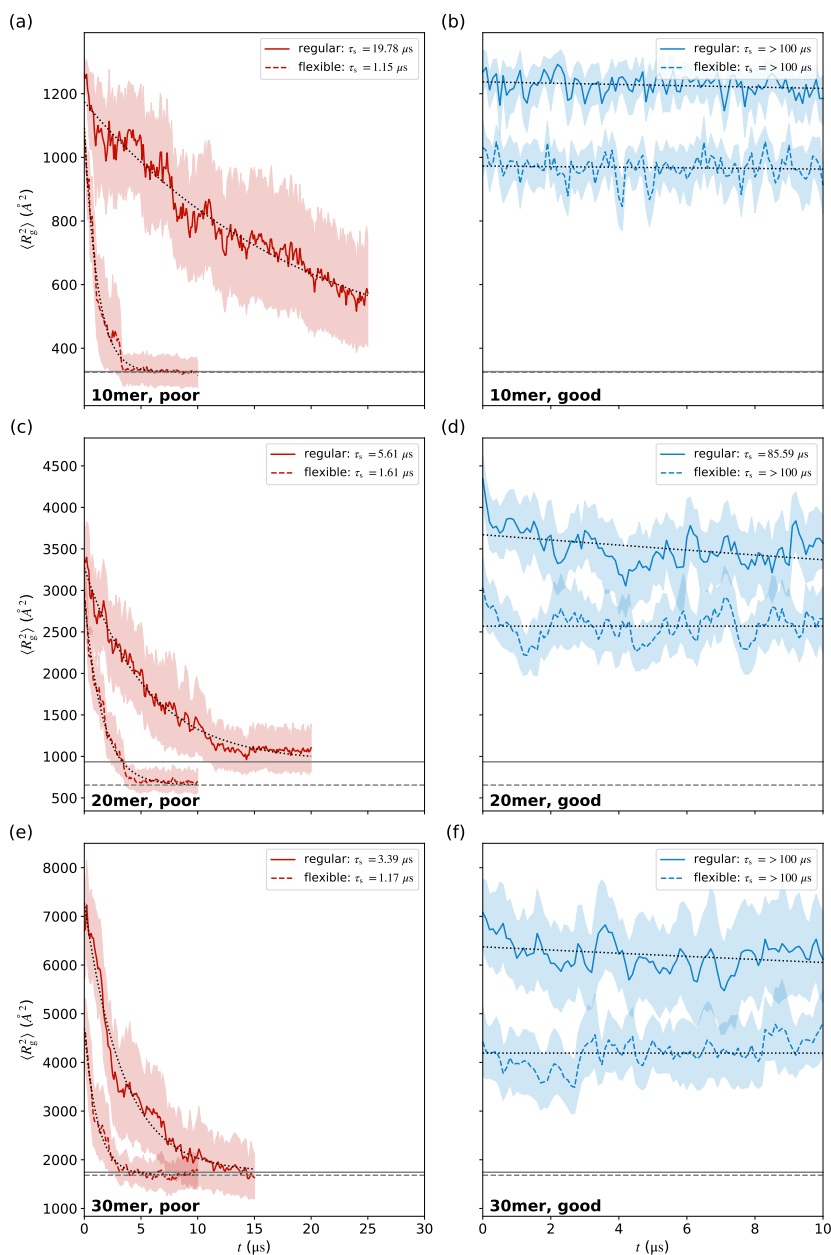 (a)
regular: τs = 19.78 μs
flexible: τs = 1.15 μs
⟨Rg²⟩ (Å²)
1200
1000
800
600
400
10mer, poor
(b)
regular: τs = > 100 μs
flexible: τs = > 100 μs
10mer, good
(c)
regular: τs = 5.61 μs
flexible: τs = 1.61 μs
⟨Rg²⟩ (Å²)
4500
4000
3500
3000
2500
2000
1500
1000
500
20mer, poor
(d)
regular: τs = 85.59 μs
flexible: τs = > 100 μs
20mer, good
(e)
regular: τs = 3.39 μs
flexible: τs = 1.17 μs
⟨Rg²⟩ (Å²)
8000
7000
6000
5000
4000
3000
2000
1000
30mer, poor
0 5 10 15 20 25 30
t (μs)
(f)
regular: τs = > 100 μs
flexible: τs = > 100 μs
30mer, good
0 2 4 6 8 10
t (μs)